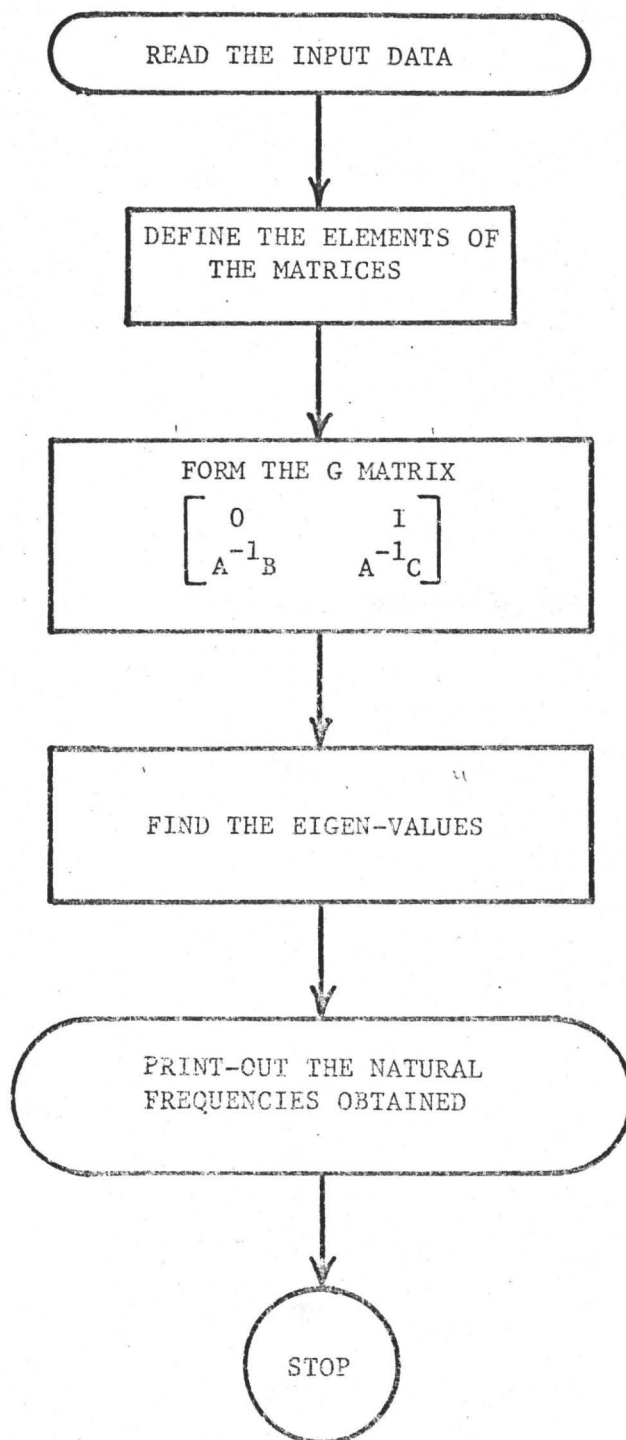 READ THE INPUT DATA
DEFINE THE ELEMENTS OF
THE MATRICES
FORM THE G MATRIX
0 1
A⁻¹B A⁻¹C
FIND THE EIGEN-VALUES
PRINT-OUT THE NATURAL
FREQUENCIES OBTAINED
STOP